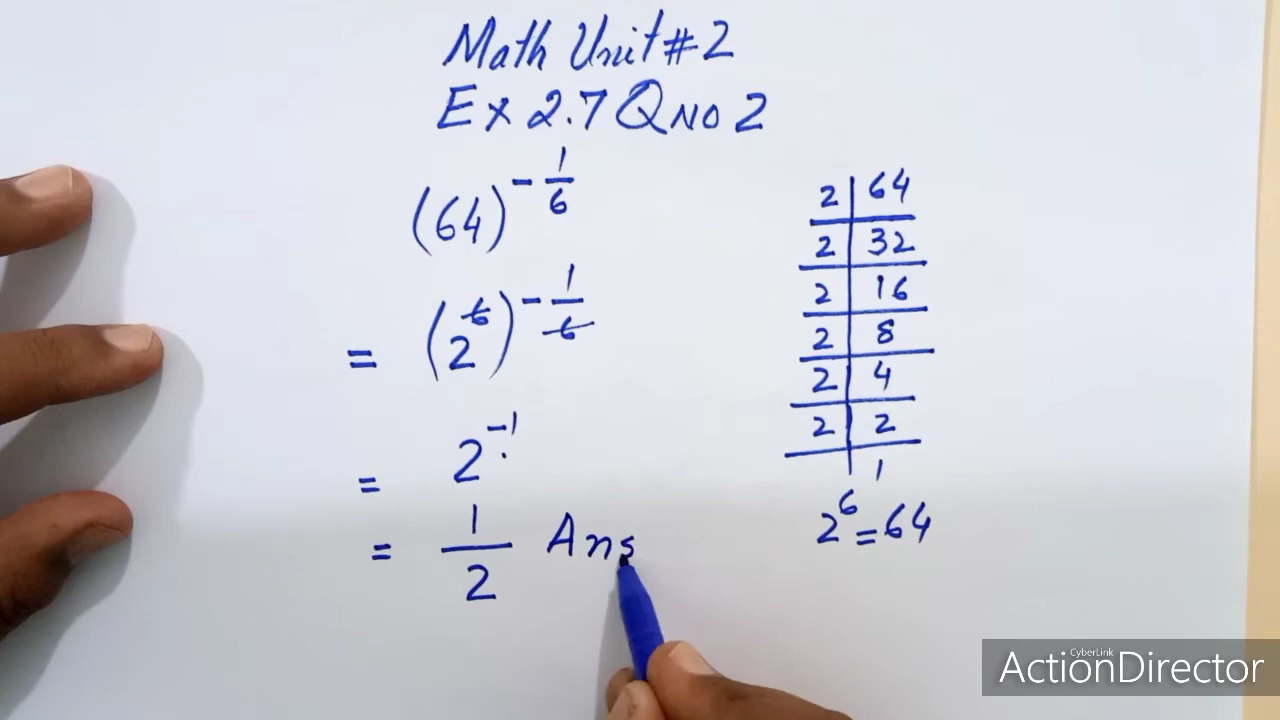 Math Unit # 2
Ex 2.7 Q NO 2
(64)^-1/6
= (2^6)^-1/6
= 2^-1
= 1/2 Ans
2 | 64
2 | 32
2 | 16
2 | 8
2 | 4
2 | 2
1
2^6 = 64
CyberLink
ActionDirector